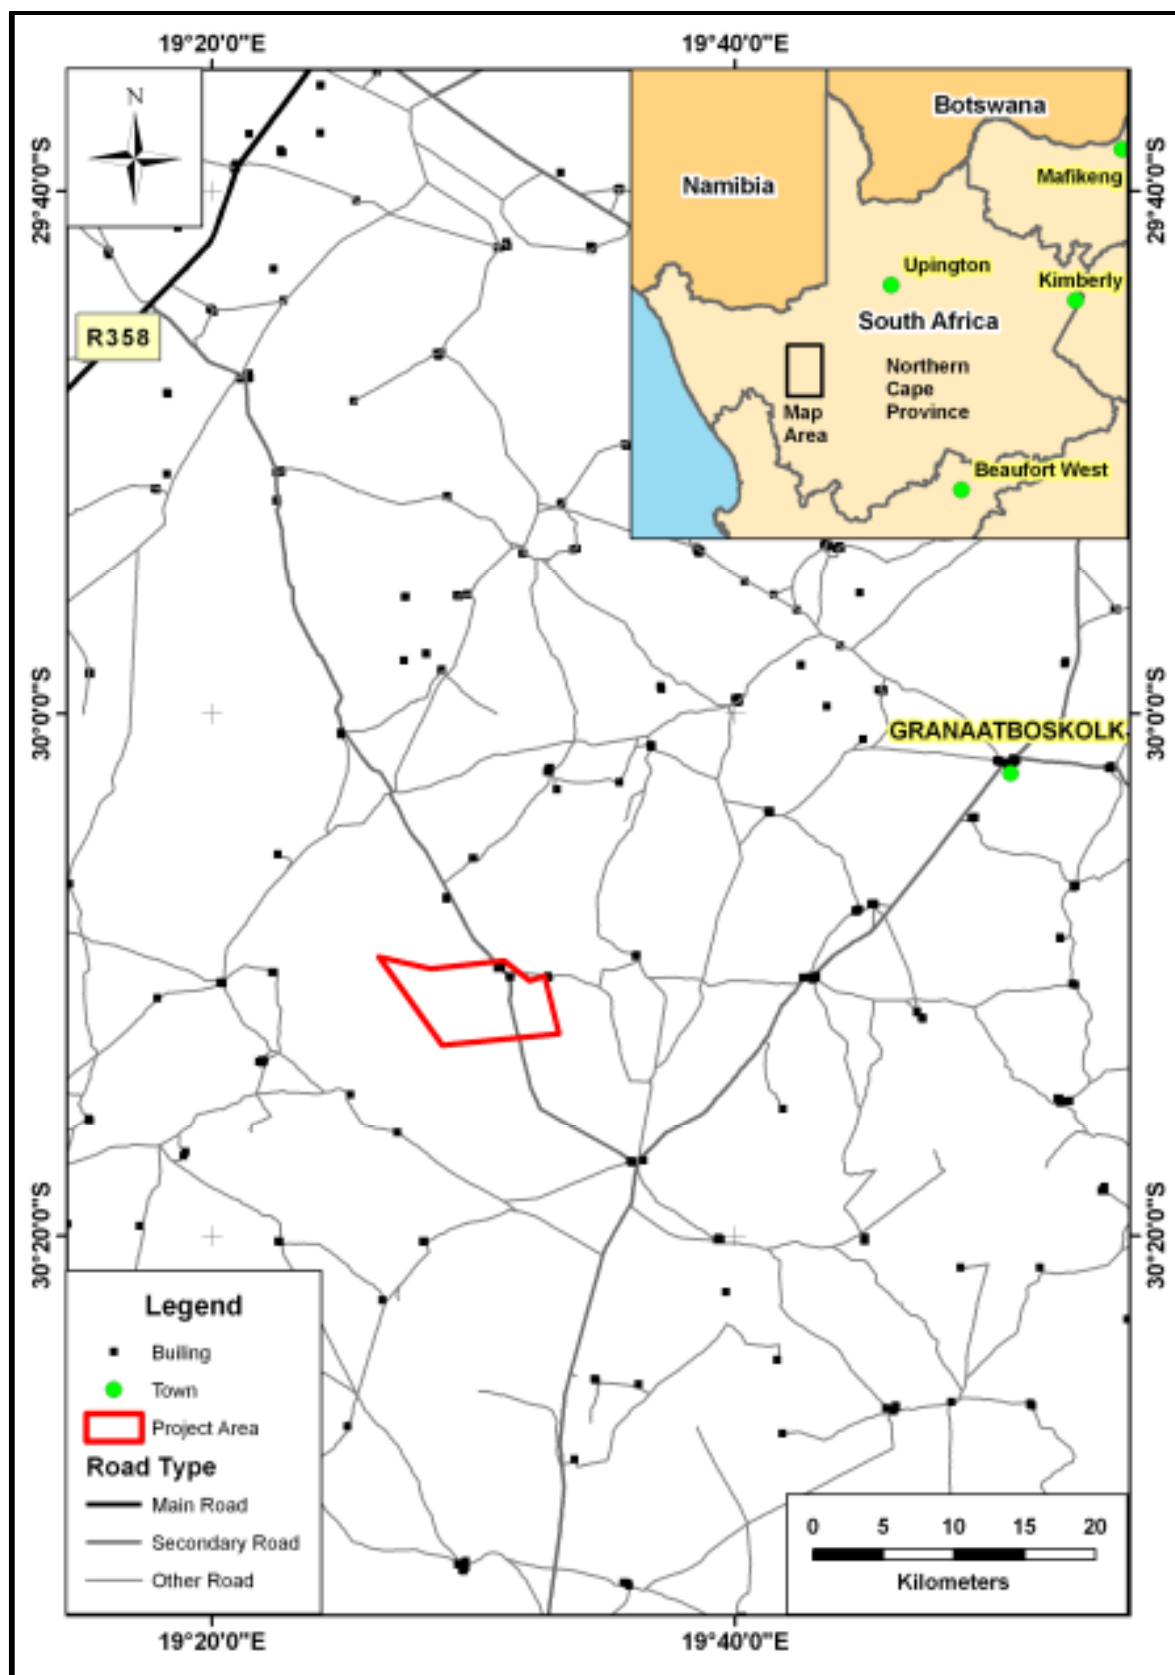 19°20'0"E
19°40'0"E
N
Botswana
29°40'0"S
29°40'0"S
Namibia
Mafikeng
Upington
Kimberly
South Africa
R358
Northern
Cape
Province
Map
Area
Beaufort West
30°0'0"S
30°0'0"S
GRANAATBOSKOLK
30°20'0"S
30°20'0"S
Legend
Builing
Town
Project Area
Road Type
Main Road
Secondary Road
Other Road
0 5 10 15 20
Kilometers
19°20'0"E
19°40'0"E